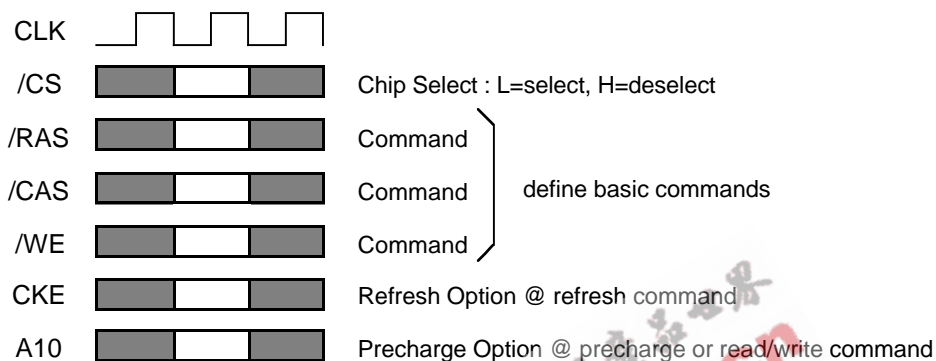 CLK
/CS Chip Select : L=select, H=deselect
/RAS Command
/CAS Command define basic commands
/WE Command
CKE Refresh Option @ refresh command
A10 Precharge Option @ precharge or read/write command